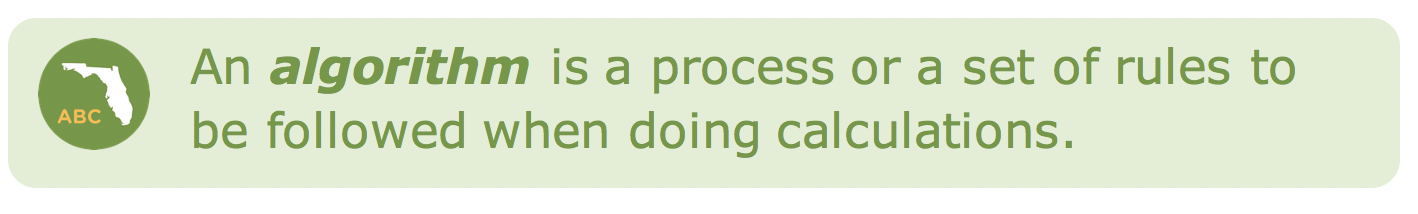 An algorithm is a process or a set of rules to
be followed when doing calculations.
ABC